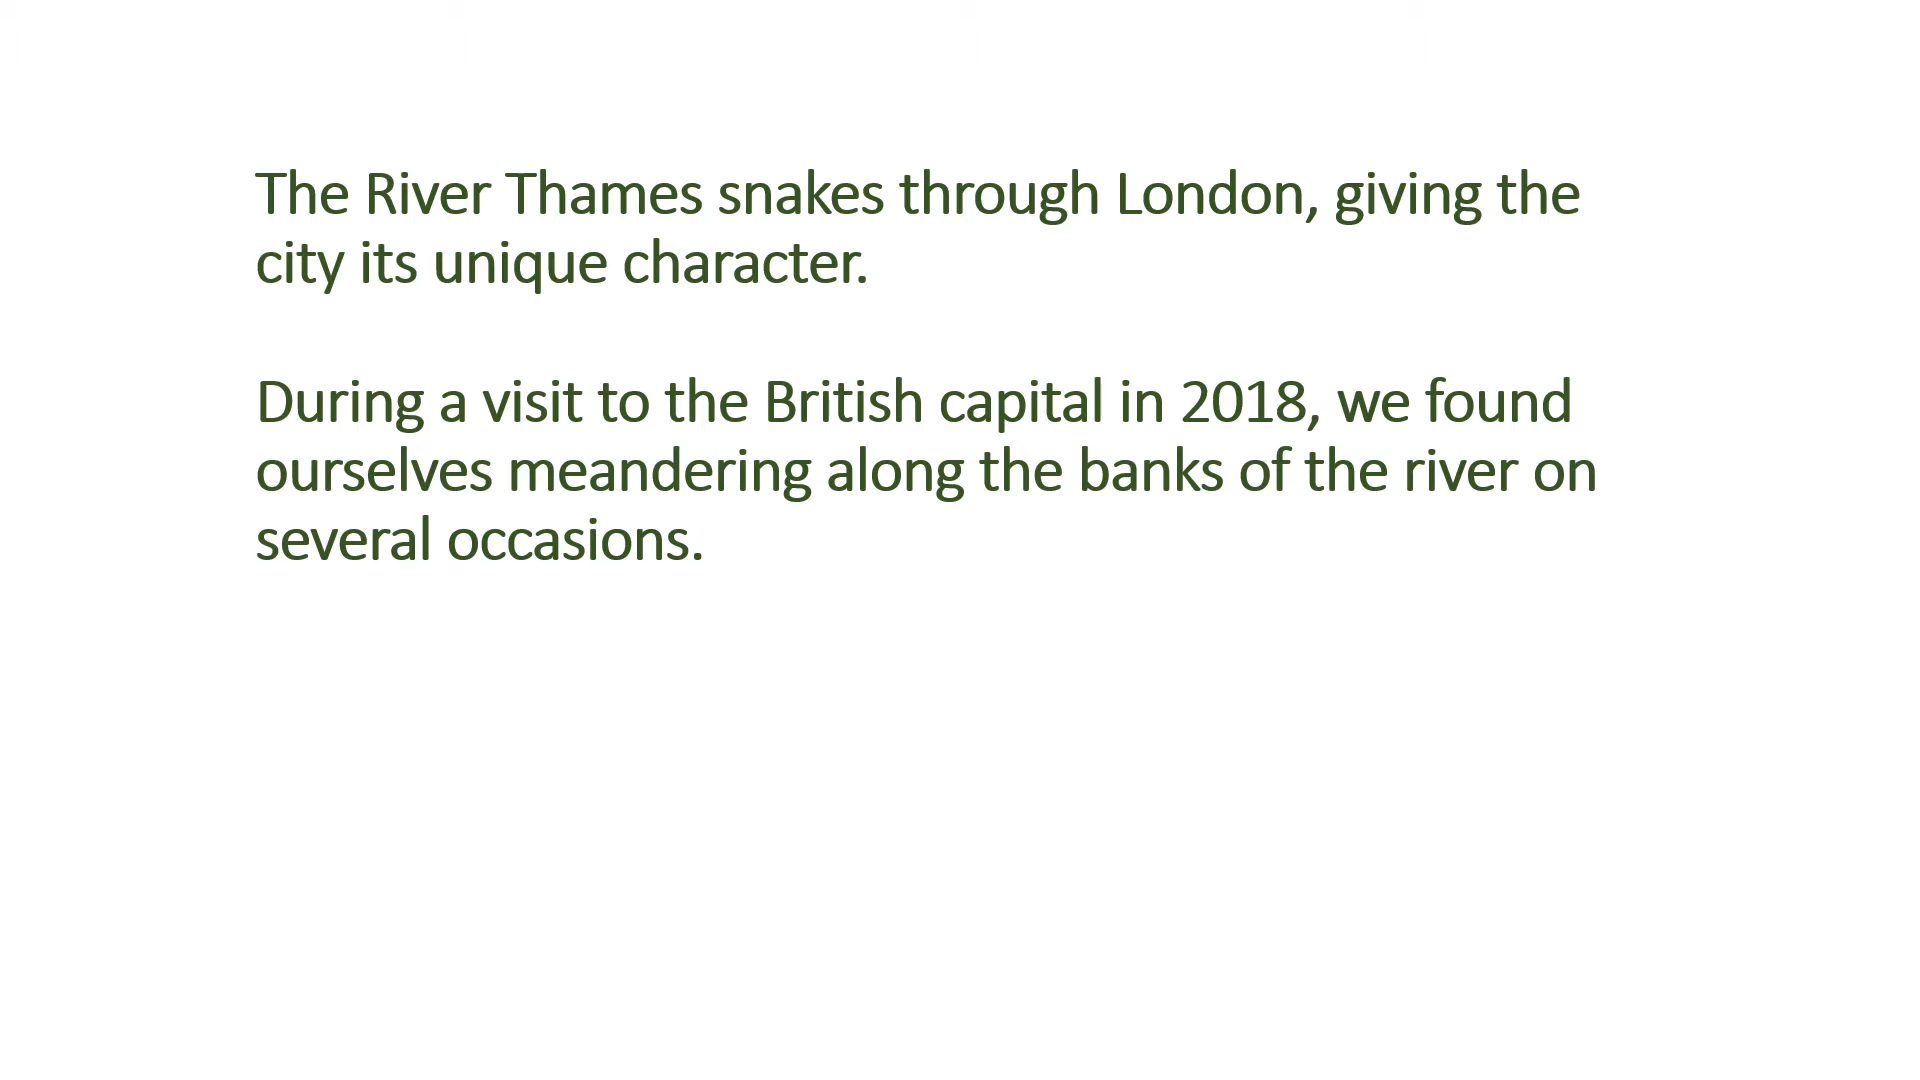 The River Thames snakes through London, giving the
city its unique character.
During a visit to the British capital in 2018, we found
ourselves meandering along the banks of the river on
several occasions.